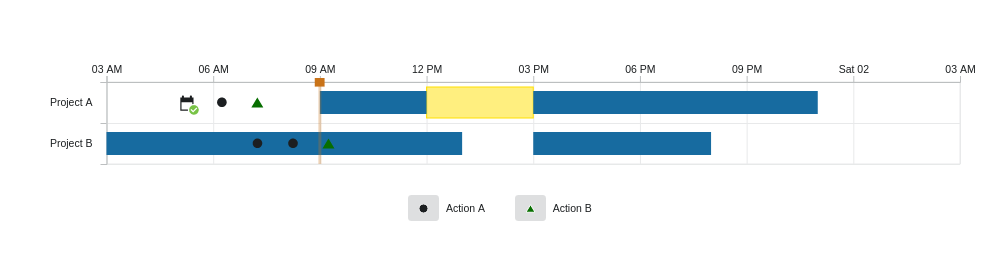 03 AM 06 AM 09 AM 12 PM 03 PM 06 PM 09 PM Sat 02 03 AM
Project A
Project B
Action A Action B